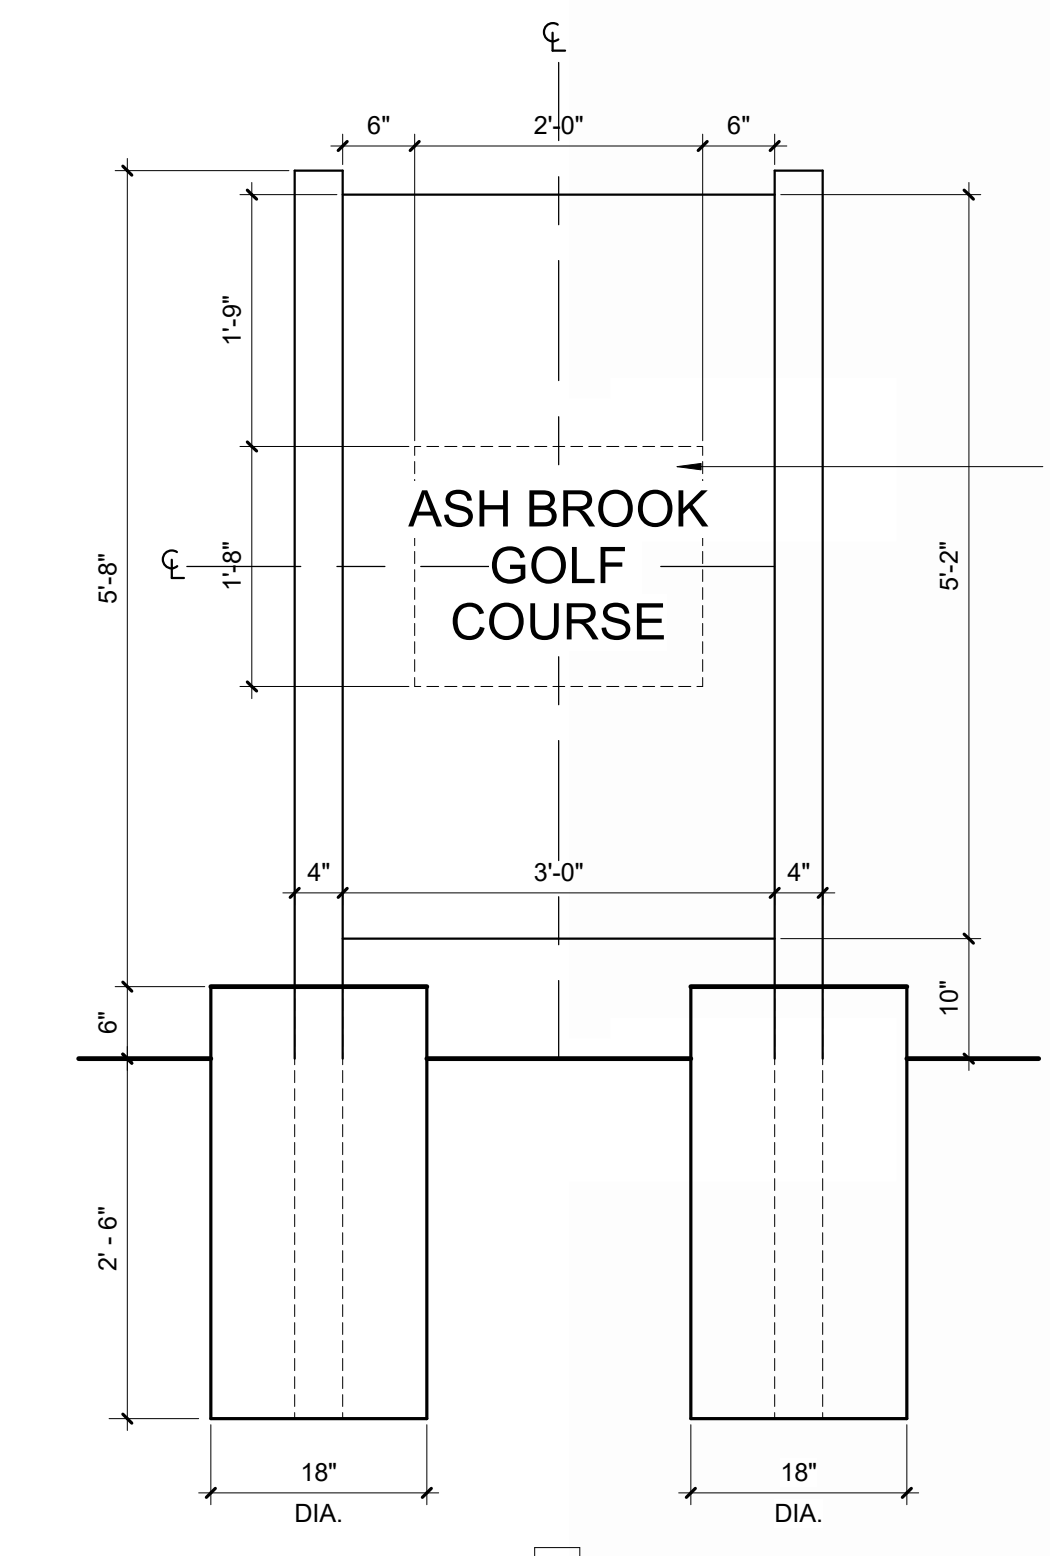 ℄
6" 2'-0" 6"
1'-9"
ASH BROOK
GOLF
COURSE
5'-8"
℄
1'-8"
5'-2"
4" 3'-0" 4"
6"
10"
2' - 6"
18" 18"
DIA. DIA.